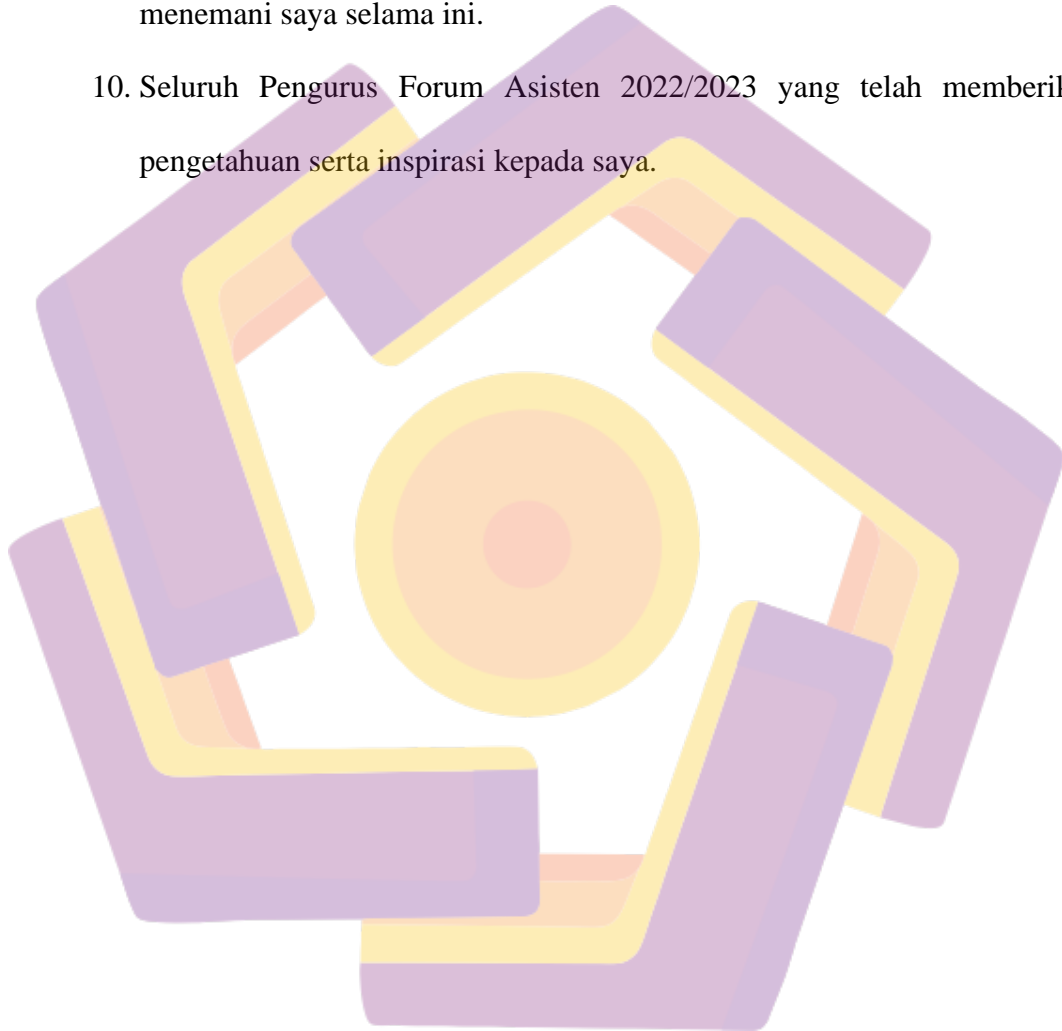 menemani saya selama ini.
10. Seluruh Pengurus Forum Asisten 2022/2023 yang telah memberik
pengetahuan serta inspirasi kepada saya.